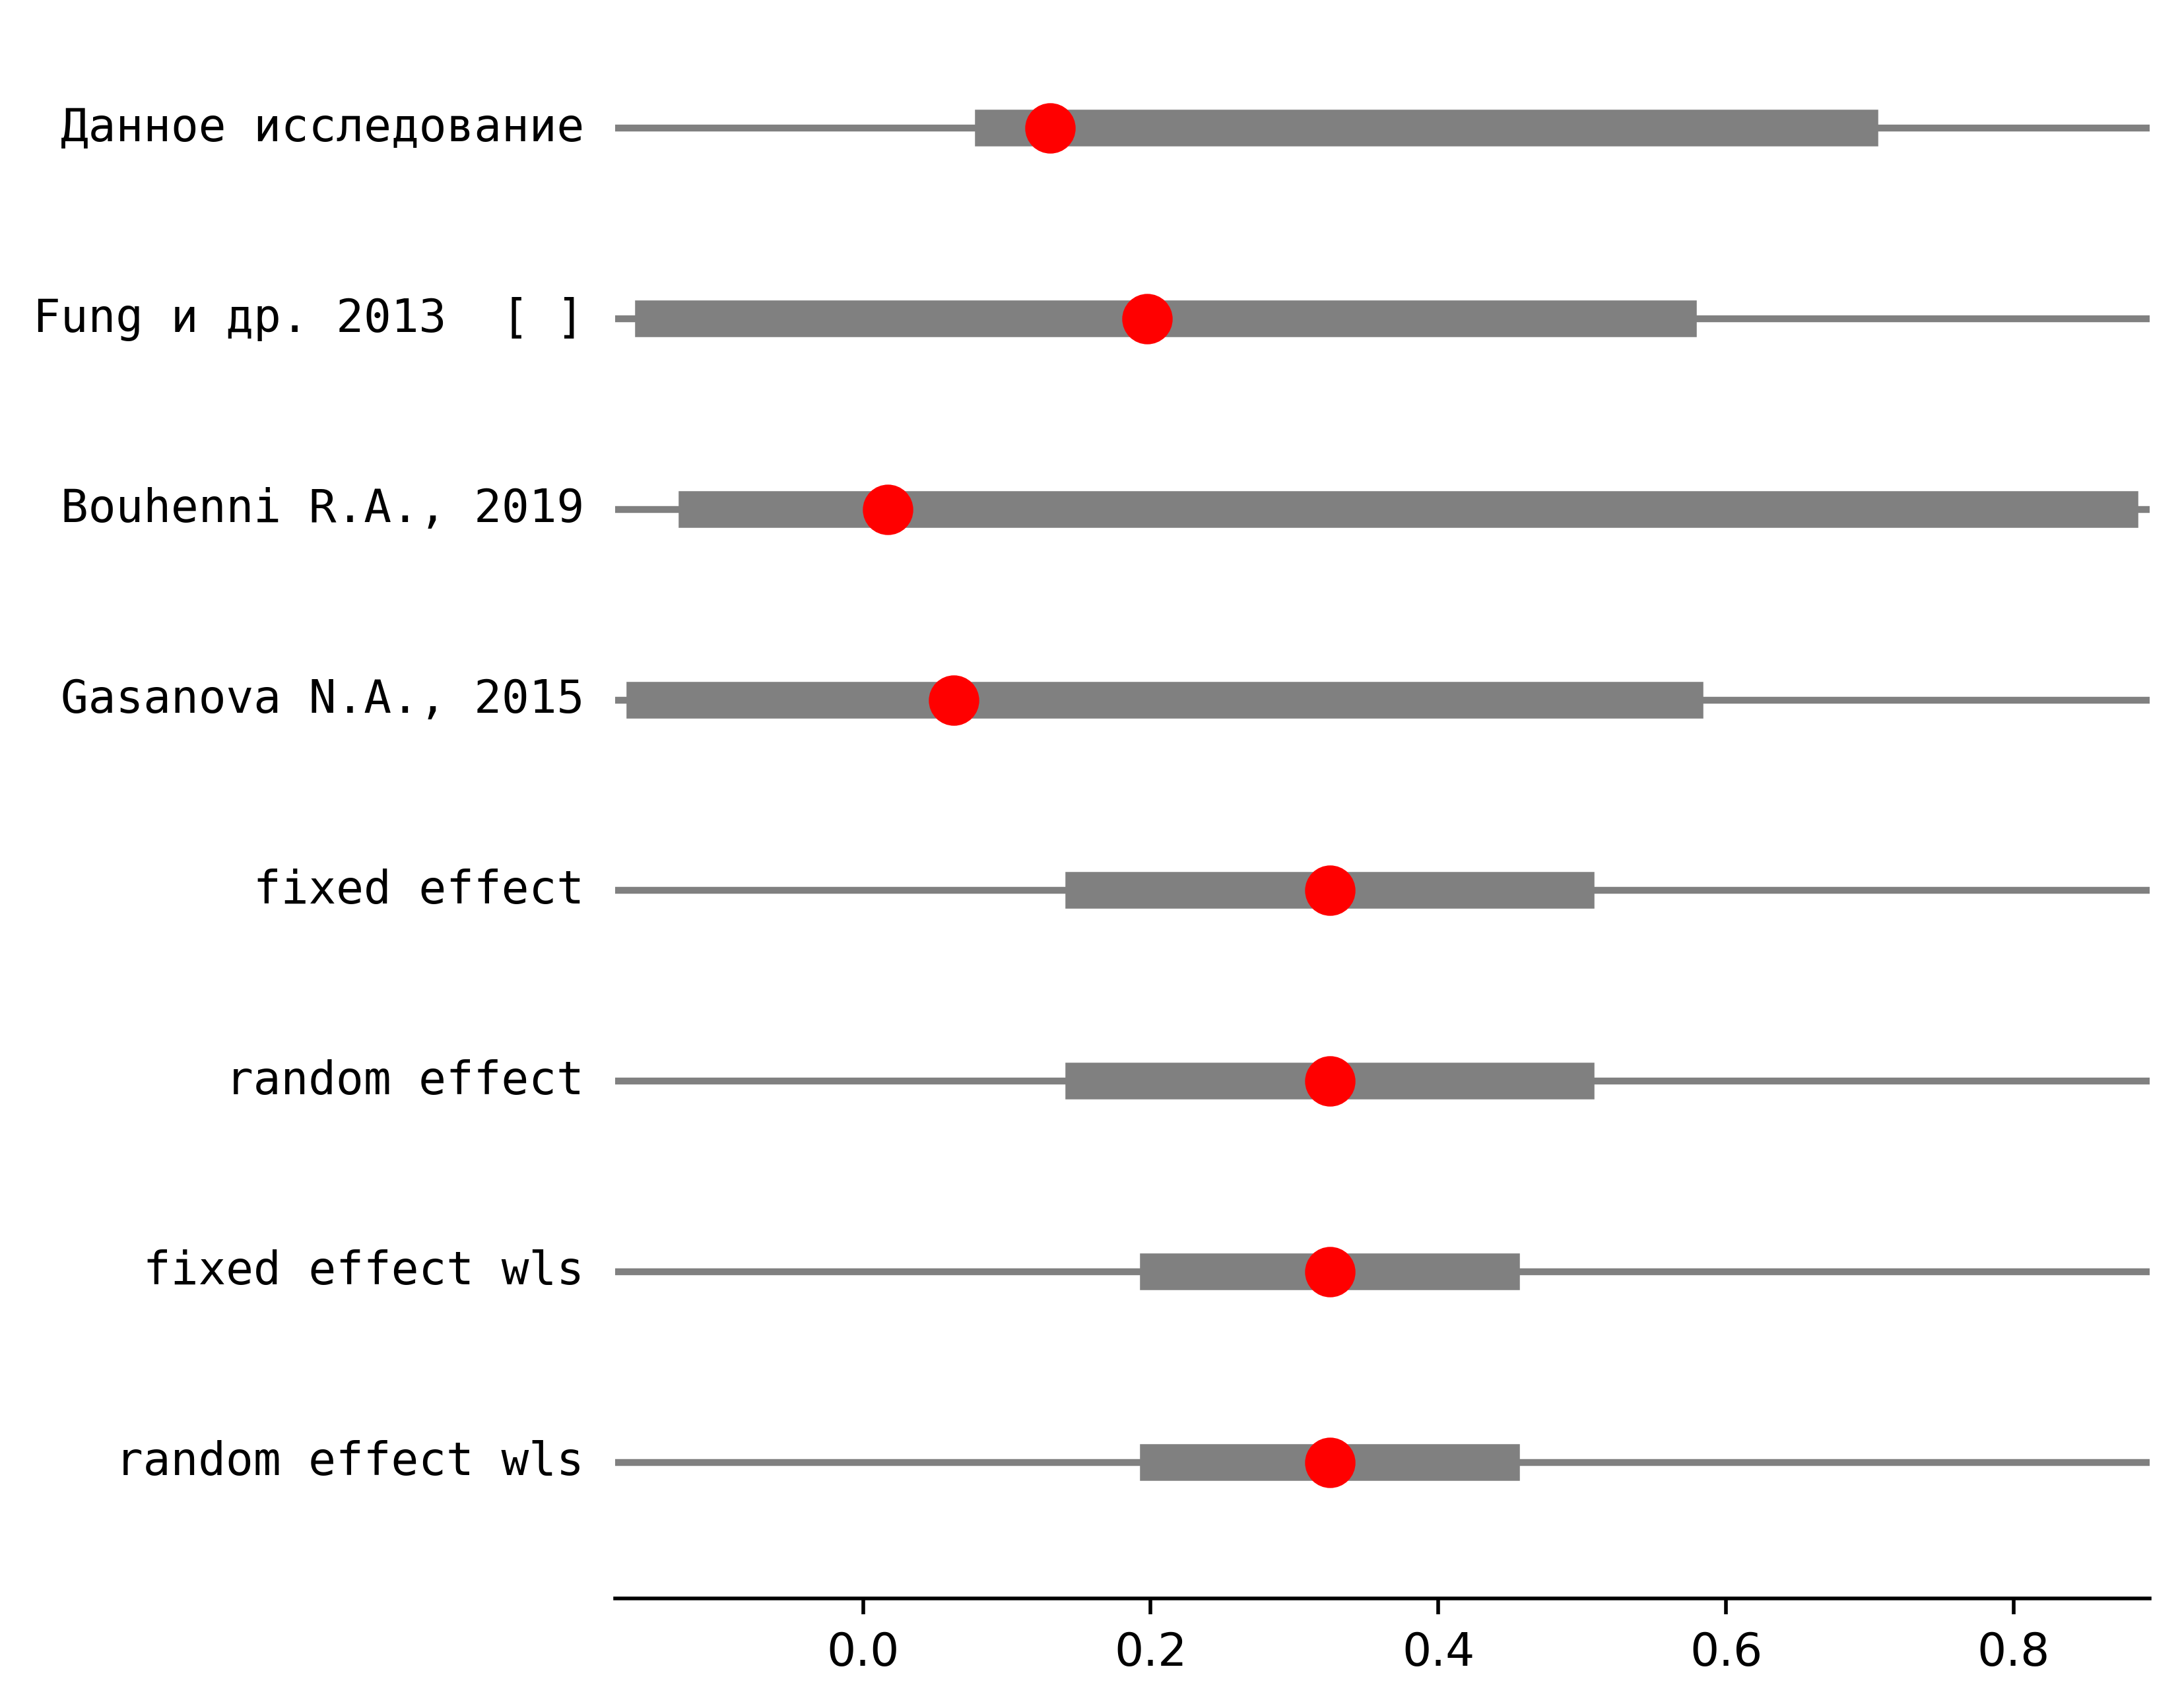 Данное исследование
Fung и др. 2013  [ ]
Bouhenni R.A., 2019
Gasanova N.A., 2015
fixed effect
random effect
fixed effect wls
random effect wls
0.0 0.2 0.4 0.6 0.8